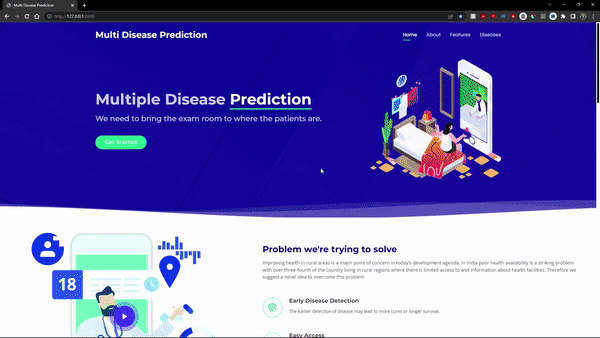 Multi Disease Prediction
http://127.0.0.1:2000
Multi Disease Prediction
Home About Features Diseases
Multiple Disease Prediction
We need to bring the exam room to where the patients are.
Get Started
18
Problem we're trying to solve
Improving health in rural areas is a major point of concern in today's development agenda. In India poor health availability is a striking problem
with over three-fourth of the country living in rural regions where there is limited access to and information about health facilities. Therefore we
suggest a novel idea to overcome this problem:
Early Disease Detection
The earlier detection of disease may lead to more cures or longer survival.
Easy Access